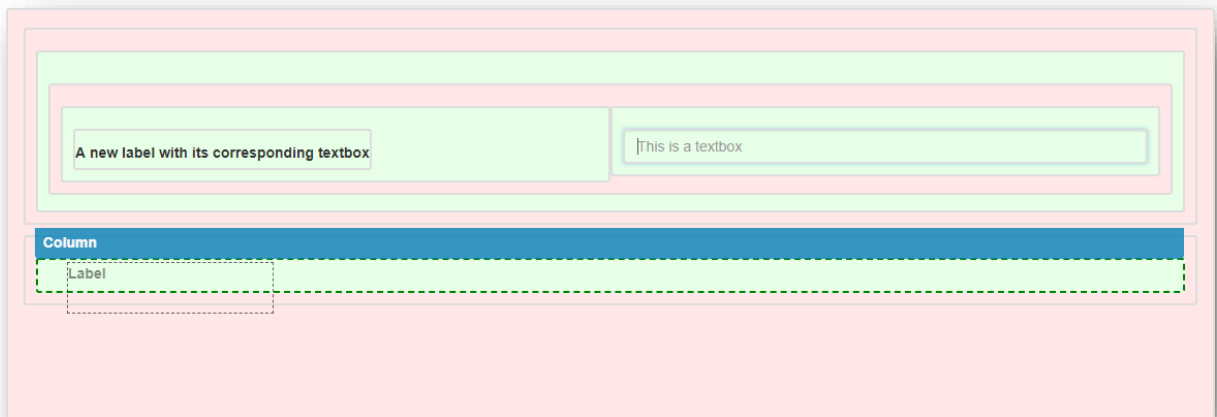 A new label with its corresponding textbox
This is a textbox
Column
Label